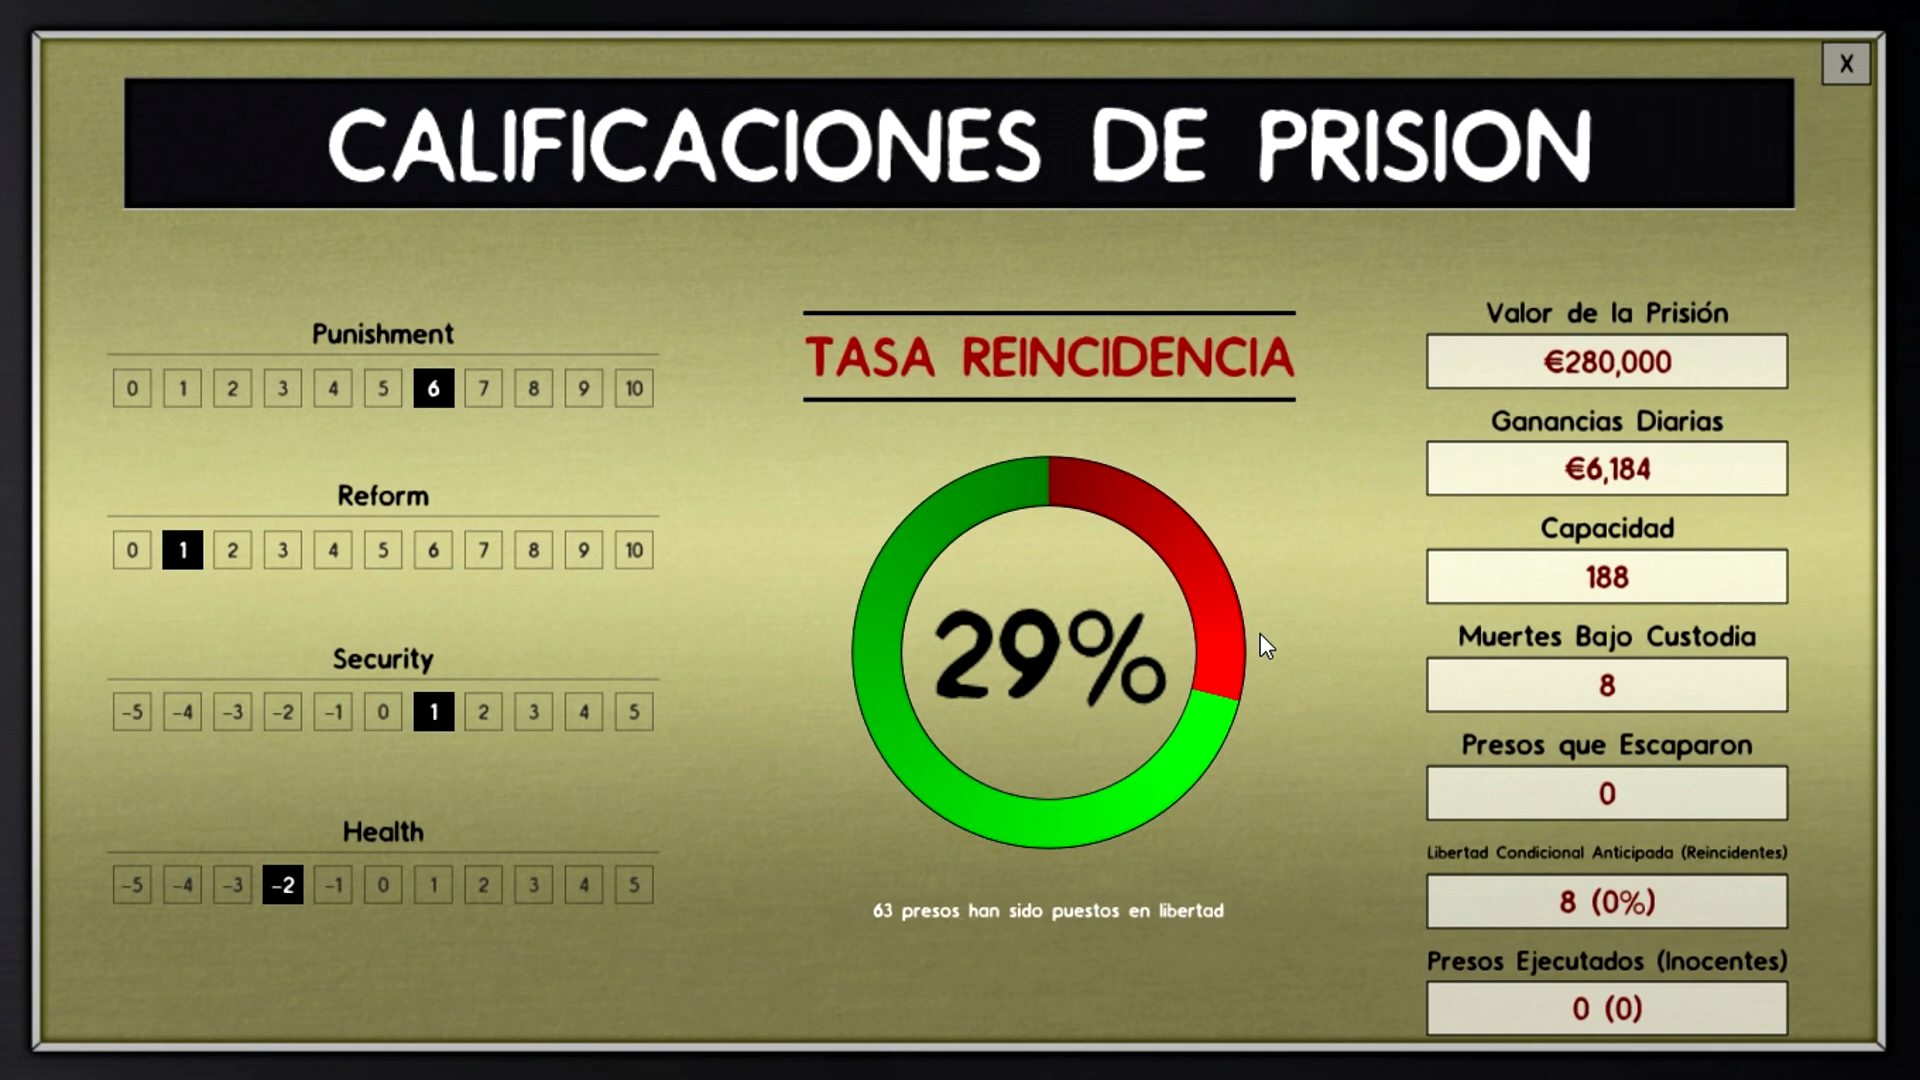 X
CALIFICACIONES DE PRISION
Punishment
0 1 2 3 4 5 6 7 8 9 10
Reform
0 1 2 3 4 5 6 7 8 9 10
Security
-5 -4 -3 -2 -1 0 1 2 3 4 5
Health
-5 -4 -3 -2 -1 0 1 2 3 4 5
TASA REINCIDENCIA
29%
63 presos han sido puestos en libertad
Valor de la Prisión
€280,000
Ganancias Diarias
€6,184
Capacidad
188
Muertes Bajo Custodia
8
Presos que Escaparon
0
Libertad Condicional Anticipada (Reincidentes)
8 (0%)
Presos Ejecutados (Inocentes)
0 (0)